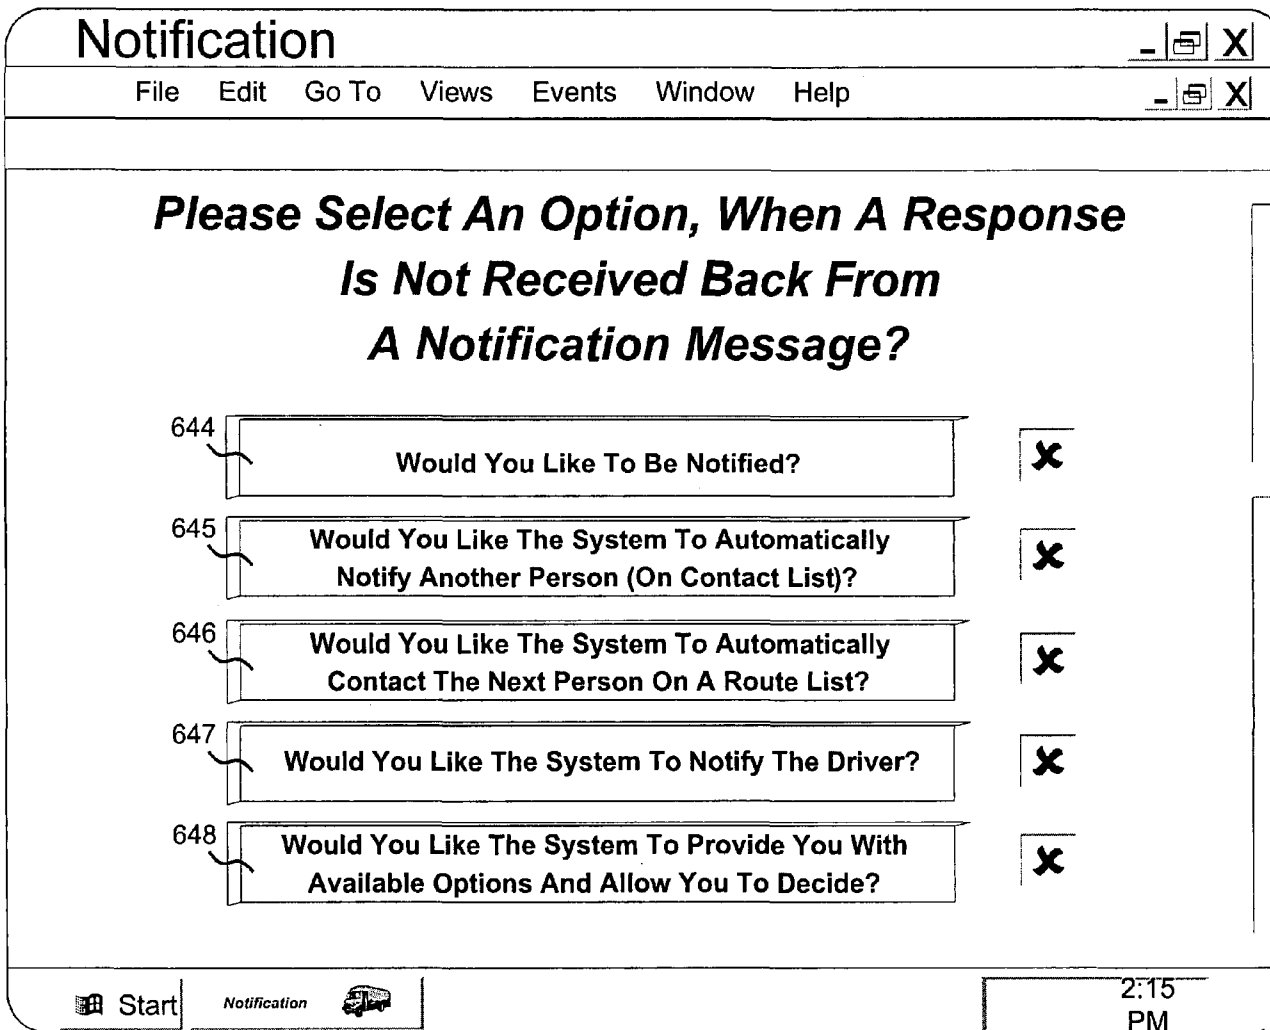 Notification
File Edit Go To Views Events Window Help
Please Select An Option, When A Response
Is Not Received Back From
A Notification Message?
644
Would You Like To Be Notified?
645
Would You Like The System To Automatically
Notify Another Person (On Contact List)?
646
Would You Like The System To Automatically
Contact The Next Person On A Route List?
647
Would You Like The System To Notify The Driver?
648
Would You Like The System To Provide You With
Available Options And Allow You To Decide?
Start Notification 2:15
PM